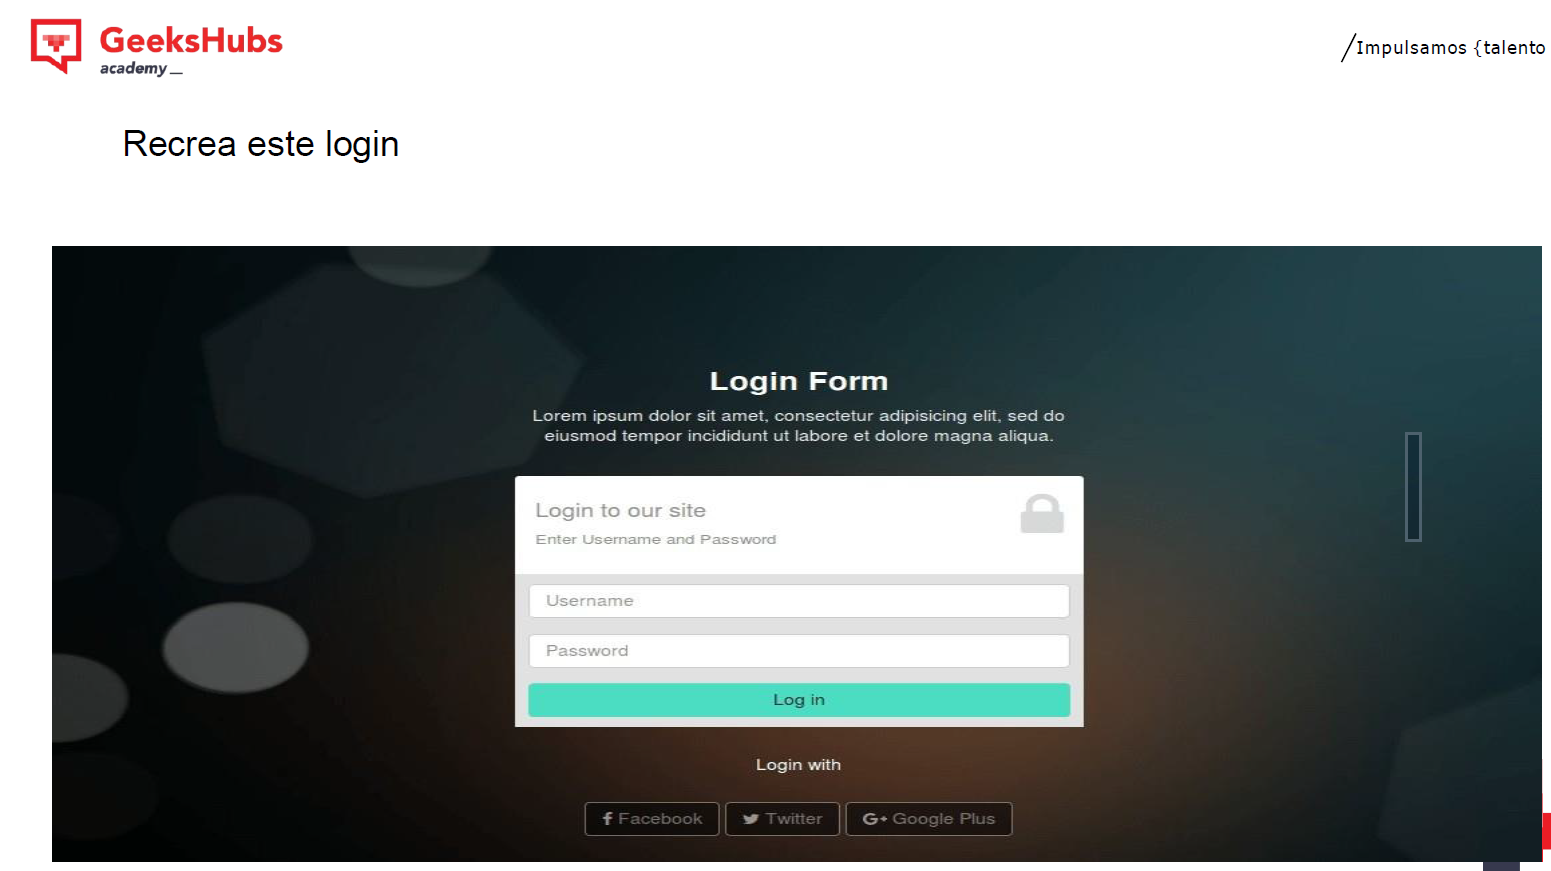 GeeksHubs
academy_
/Impulsamos {talento
Recrea este login
Login Form
Lorem ipsum dolor sit amet, consectetur adipisicing elit, sed do
eiusmod tempor incididunt ut labore et dolore magna aliqua.
Login to our site
Enter Username and Password
Username
Password
Log in
Login with
Facebook
Twitter
G+ Google Plus